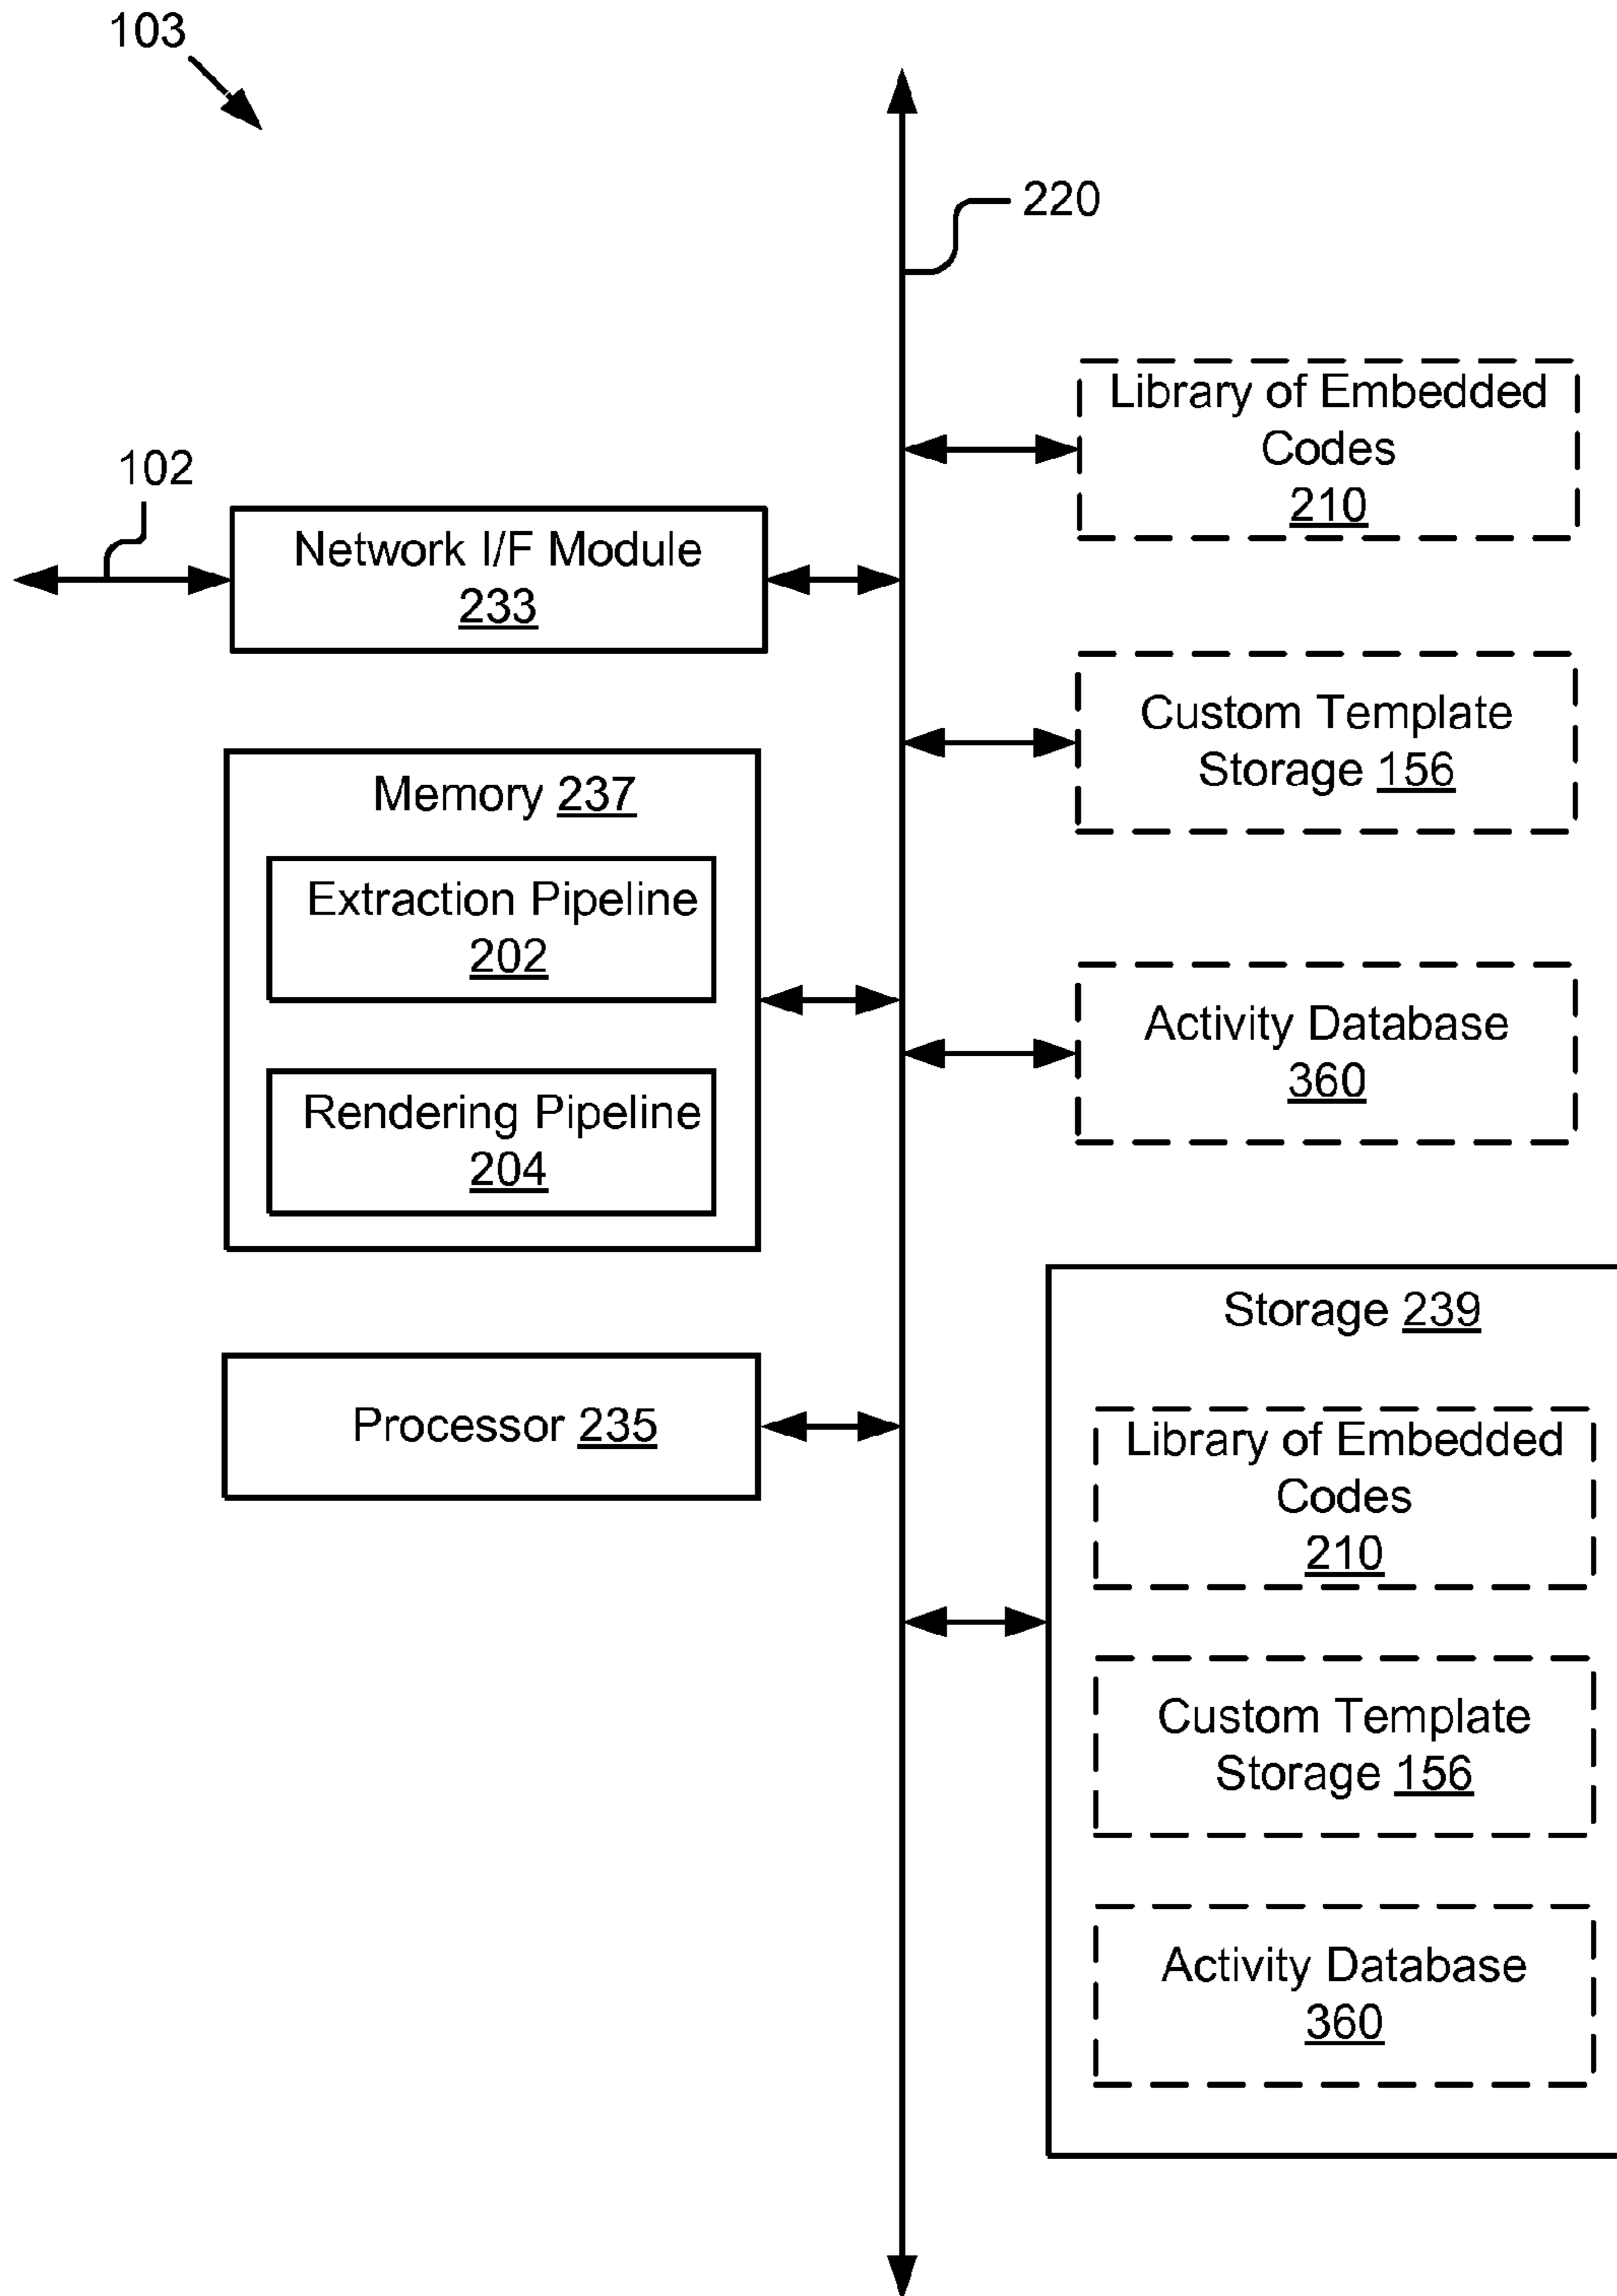 103
220
Library of Embedded
Codes
210
102
Network I/F Module
233
Custom Template
Storage 156
Memory 237
Extraction Pipeline
202
Activity Database
360
Rendering Pipeline
204
Storage 239
Processor 235
Library of Embedded
Codes
210
Custom Template
Storage 156
Activity Database
360